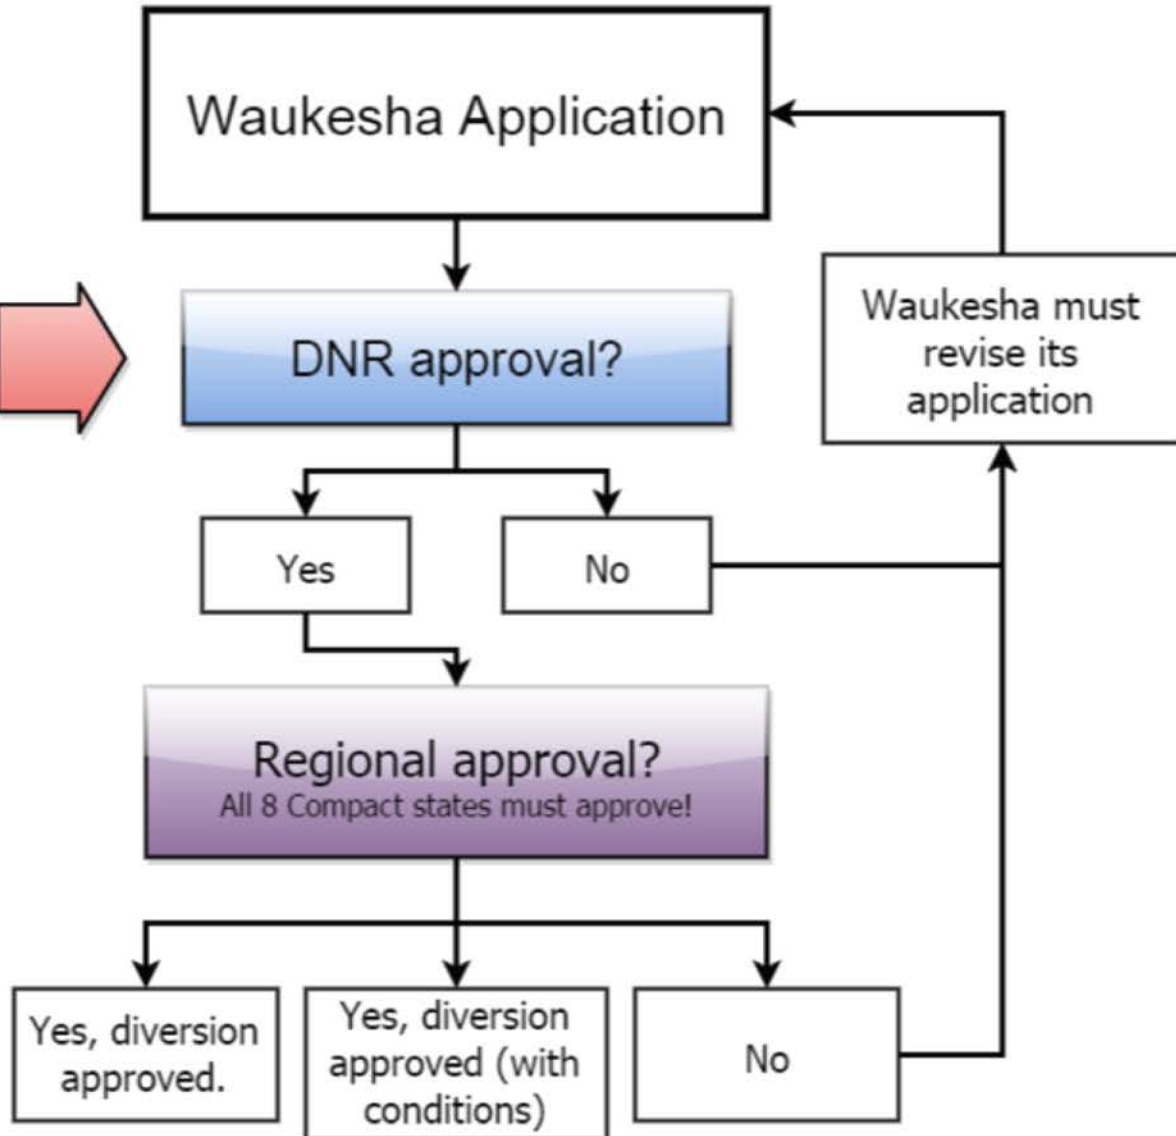 Waukesha Application
Waukesha must
revise its
application
DNR approval?
Yes
No
Regional approval?
All 8 Compact states must approve!
Yes, diversion
approved.
Yes, diversion
approved (with
conditions)
No